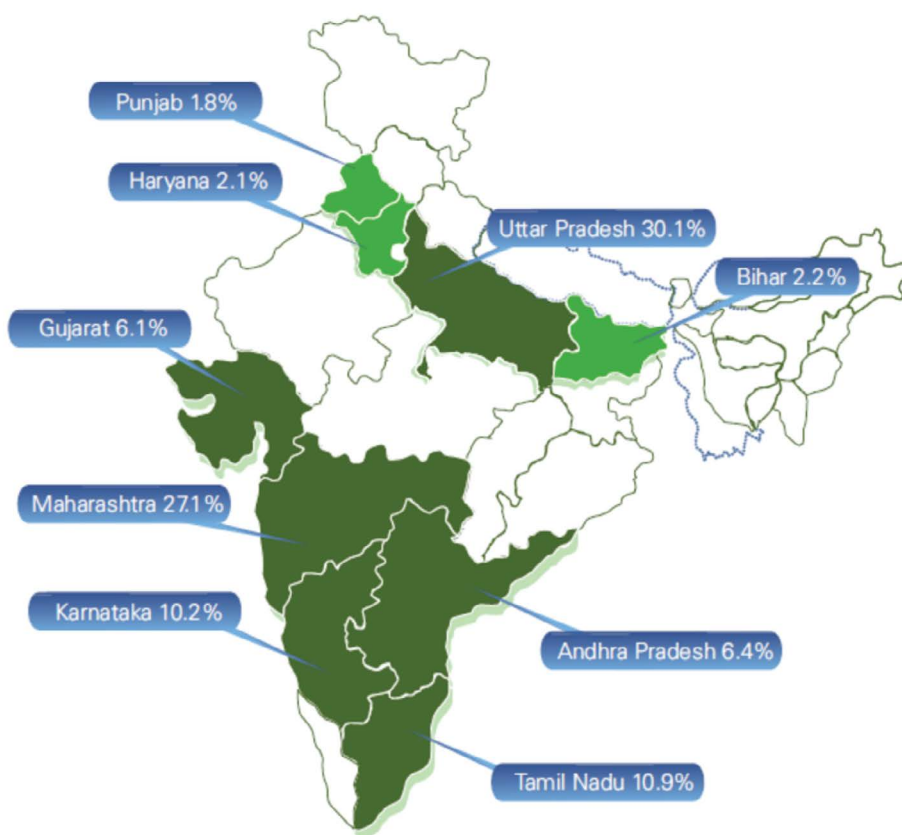 Punjab 1.8%
Haryana 2.1%
Uttar Pradesh 30.1%
Bihar 2.2%
Gujarat 6.1%
Maharashtra 27.1%
Karnataka 10.2%
Andhra Pradesh 6.4%
Tamil Nadu 10.9%